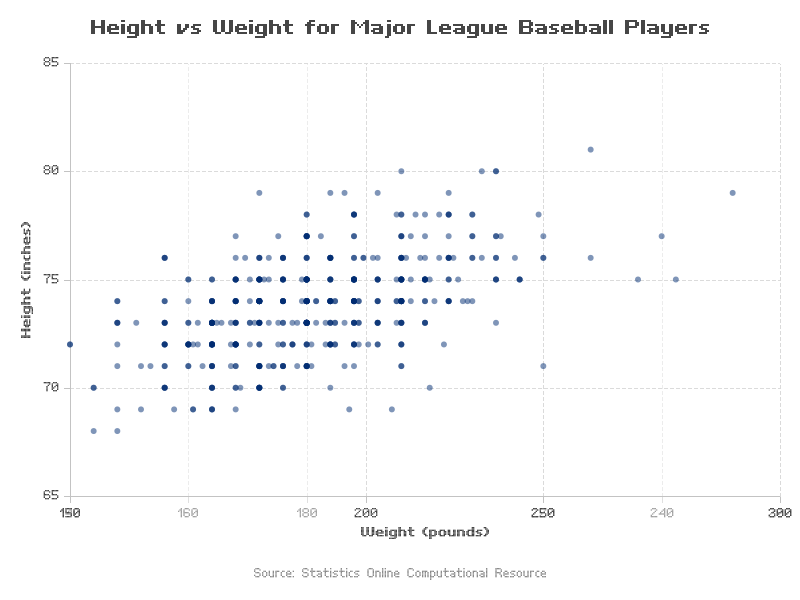 Height vs Weight for Major League Baseball Players
85
80
75
Height (inches)
70
65
150 160 180 200 250 240 300
Weight (pounds)
Source: Statistics Online Computational Resource